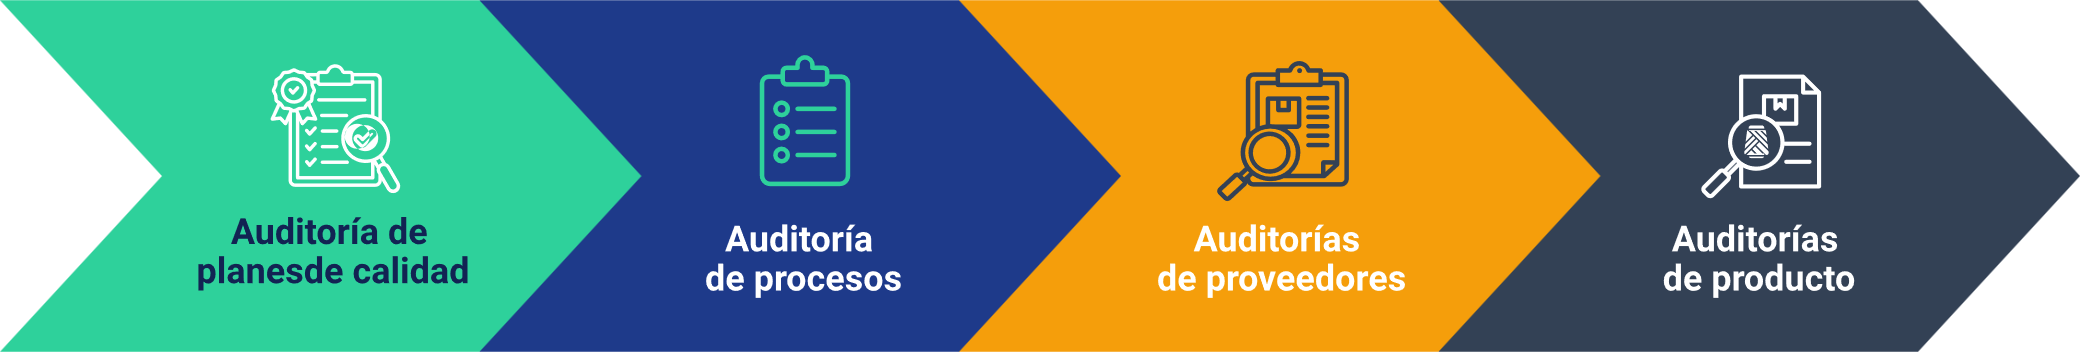 Auditoría de
planesde calidad
Auditoría
de procesos
Auditorías
de proveedores
Auditorías
de producto